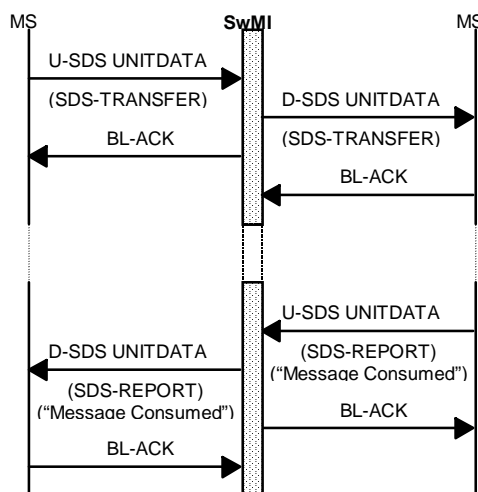 MS
SwMI
MS
U-SDS UNITDATA
(SDS-TRANSFER)
D-SDS UNITDATA
(SDS-TRANSFER)
BL-ACK
BL-ACK
U-SDS UNITDATA
(SDS-REPORT)
("Message Consumed")
D-SDS UNITDATA
(SDS-REPORT)
("Message Consumed")
BL-ACK
BL-ACK